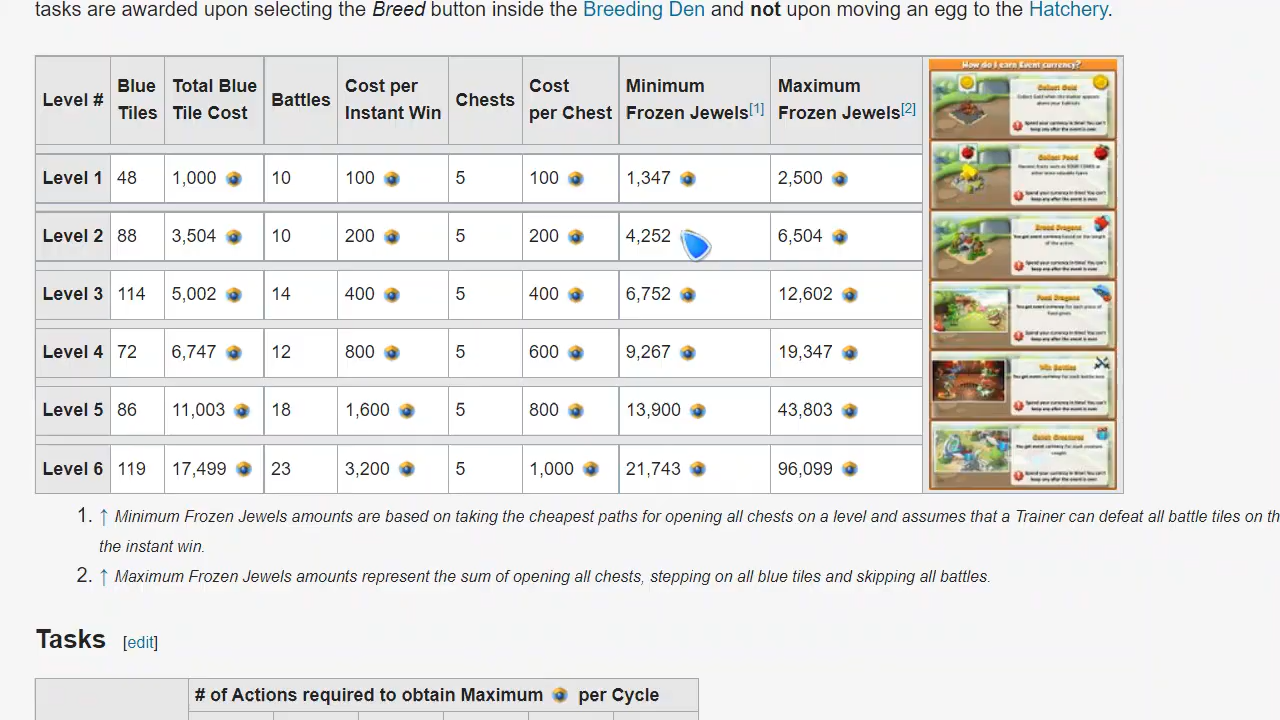 tasks are awarded upon selecting the Breed button inside the Breeding Den and not upon moving an egg to the Hatchery.
Level # Blue Tiles Total Blue Tile Cost Battles Cost per Instant Win Chests Cost per Chest Minimum Frozen Jewels[1] Maximum Frozen Jewels[2]
Level 1 48 1,000 10 5 100 1,347 2,500
Level 2 88 3,504 10 5 200 4,252
Level 3 114 5,002 14 400 5 400 6,752 12,602
Level 4 72 6,747 12 800 5 600 9,267 19,347
Level 5 86 11,003 18 1,600 5 800 13,900 43,803
Level 6 119 17,499 23 3,200 5 1,000 21,743 96,099
How do I earn Event currency?
Collect Gold
Collect Food
Breed Dragons
Feed Dragons
Win Battles
1. ↑ Minimum Frozen Jewels amounts are based on taking the cheapest paths for opening all chests on a level and assumes that a Trainer can defeat all battle tiles on th
the instant win.
2. ↑ Maximum Frozen Jewels amounts represent the sum of opening all chests, stepping on all blue tiles and skipping all battles.
Tasks [edit]
# of Actions required to obtain Maximum per Cycle